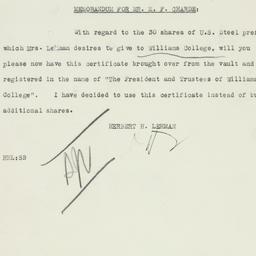 MEMORANDUM FOR MR. M. F. CHARDE:
With regard to the 30 shares of U.S. Steel pref
which Mrs. Lehman desires to give to Williams College, will you
please now have this certificate brought over from the vault and
registered in the name of "The President and Trustees of Williams
College". I have decided to use this certificate instead of bu
additional shares.
HERBERT H. LEHMAN
HHL:SB